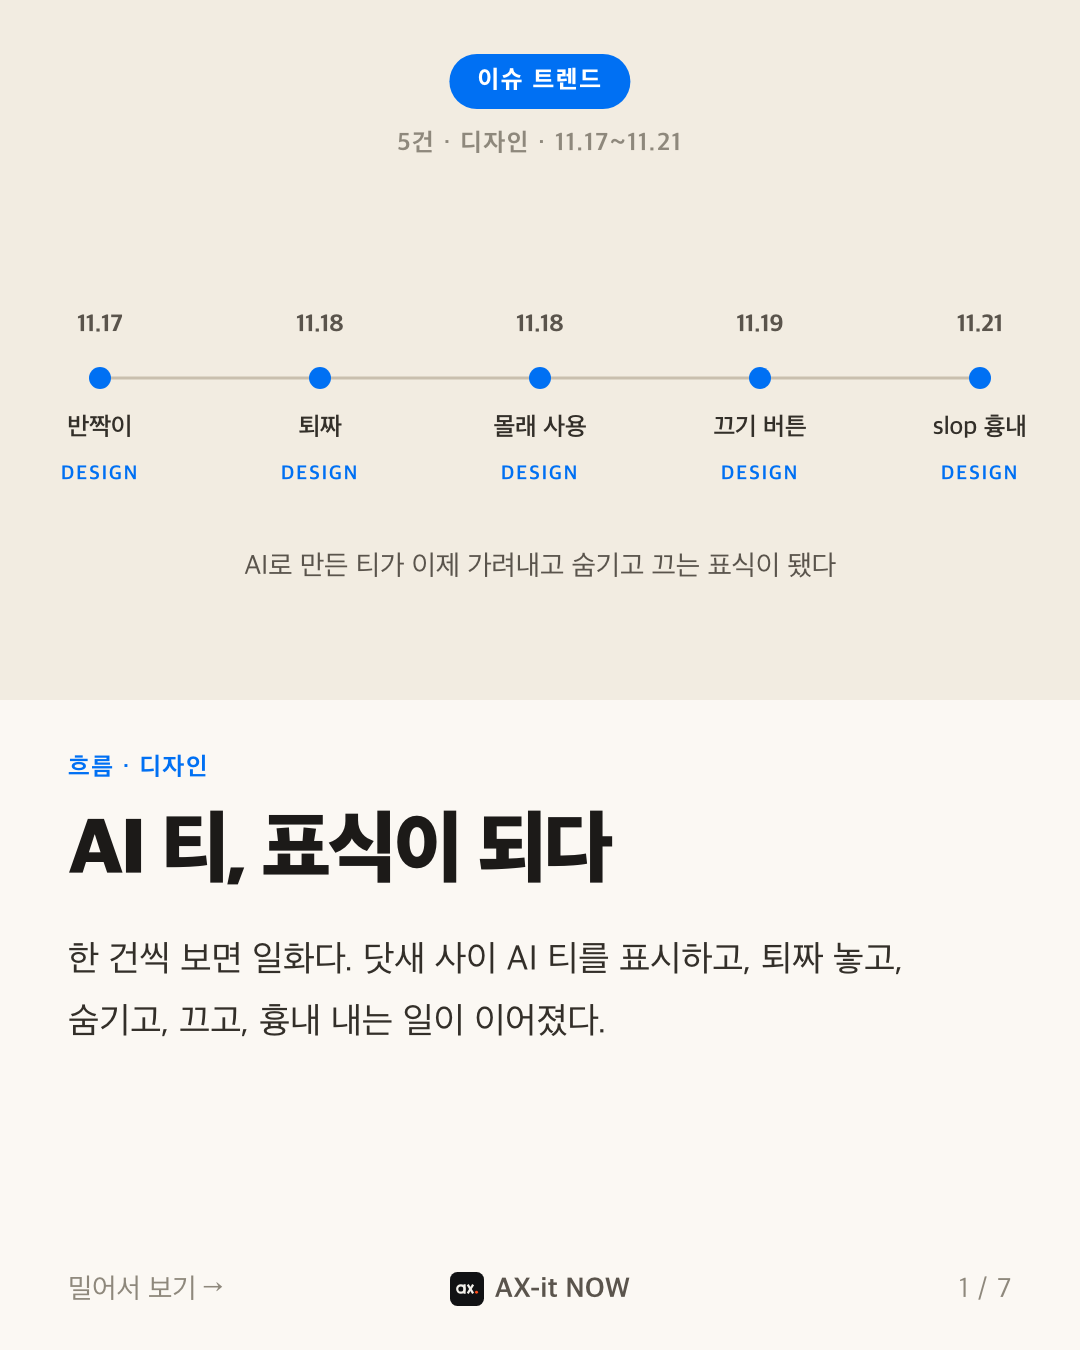 이슈 트렌드
5건 · 디자인 · 11.17~11.21
11.17 11.18 11.18 11.19 11.21
반짝이 퇴짜 몰래 사용 끄기 버튼 slop 흉내
DESIGN DESIGN DESIGN DESIGN DESIGN
AI로 만든 티가 이제 가려내고 숨기고 끄는 표식이 됐다
흐름 · 디자인
AI 티, 표식이 되다
한 건씩 보면 일화다. 닷새 사이 AI 티를 표시하고, 퇴짜 놓고,
숨기고, 끄고, 흉내 내는 일이 이어졌다.
밀어서 보기 → ax. AX-it NOW 1 / 7